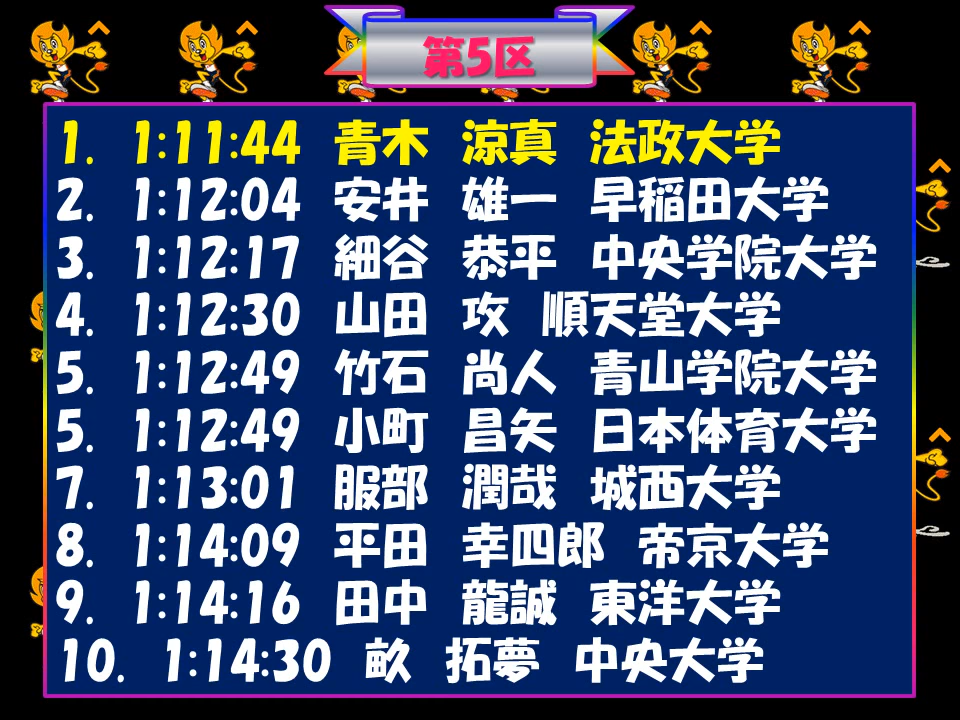 第5区
1. 1:11:44 青木 涼真 法政大学
2. 1:12:04 安井 雄一 早稲田大学
3. 1:12:17 細谷 恭平 中央学院大学
4. 1:12:30 山田 攻 順天堂大学
5. 1:12:49 竹石 尚人 青山学院大学
5. 1:12:49 小町 昌矢 日本体育大学
7. 1:13:01 服部 潤哉 城西大学
8. 1:14:09 平田 幸四郎 帝京大学
9. 1:14:16 田中 龍誠 東洋大学
10. 1:14:30 畝 拓夢 中央大学